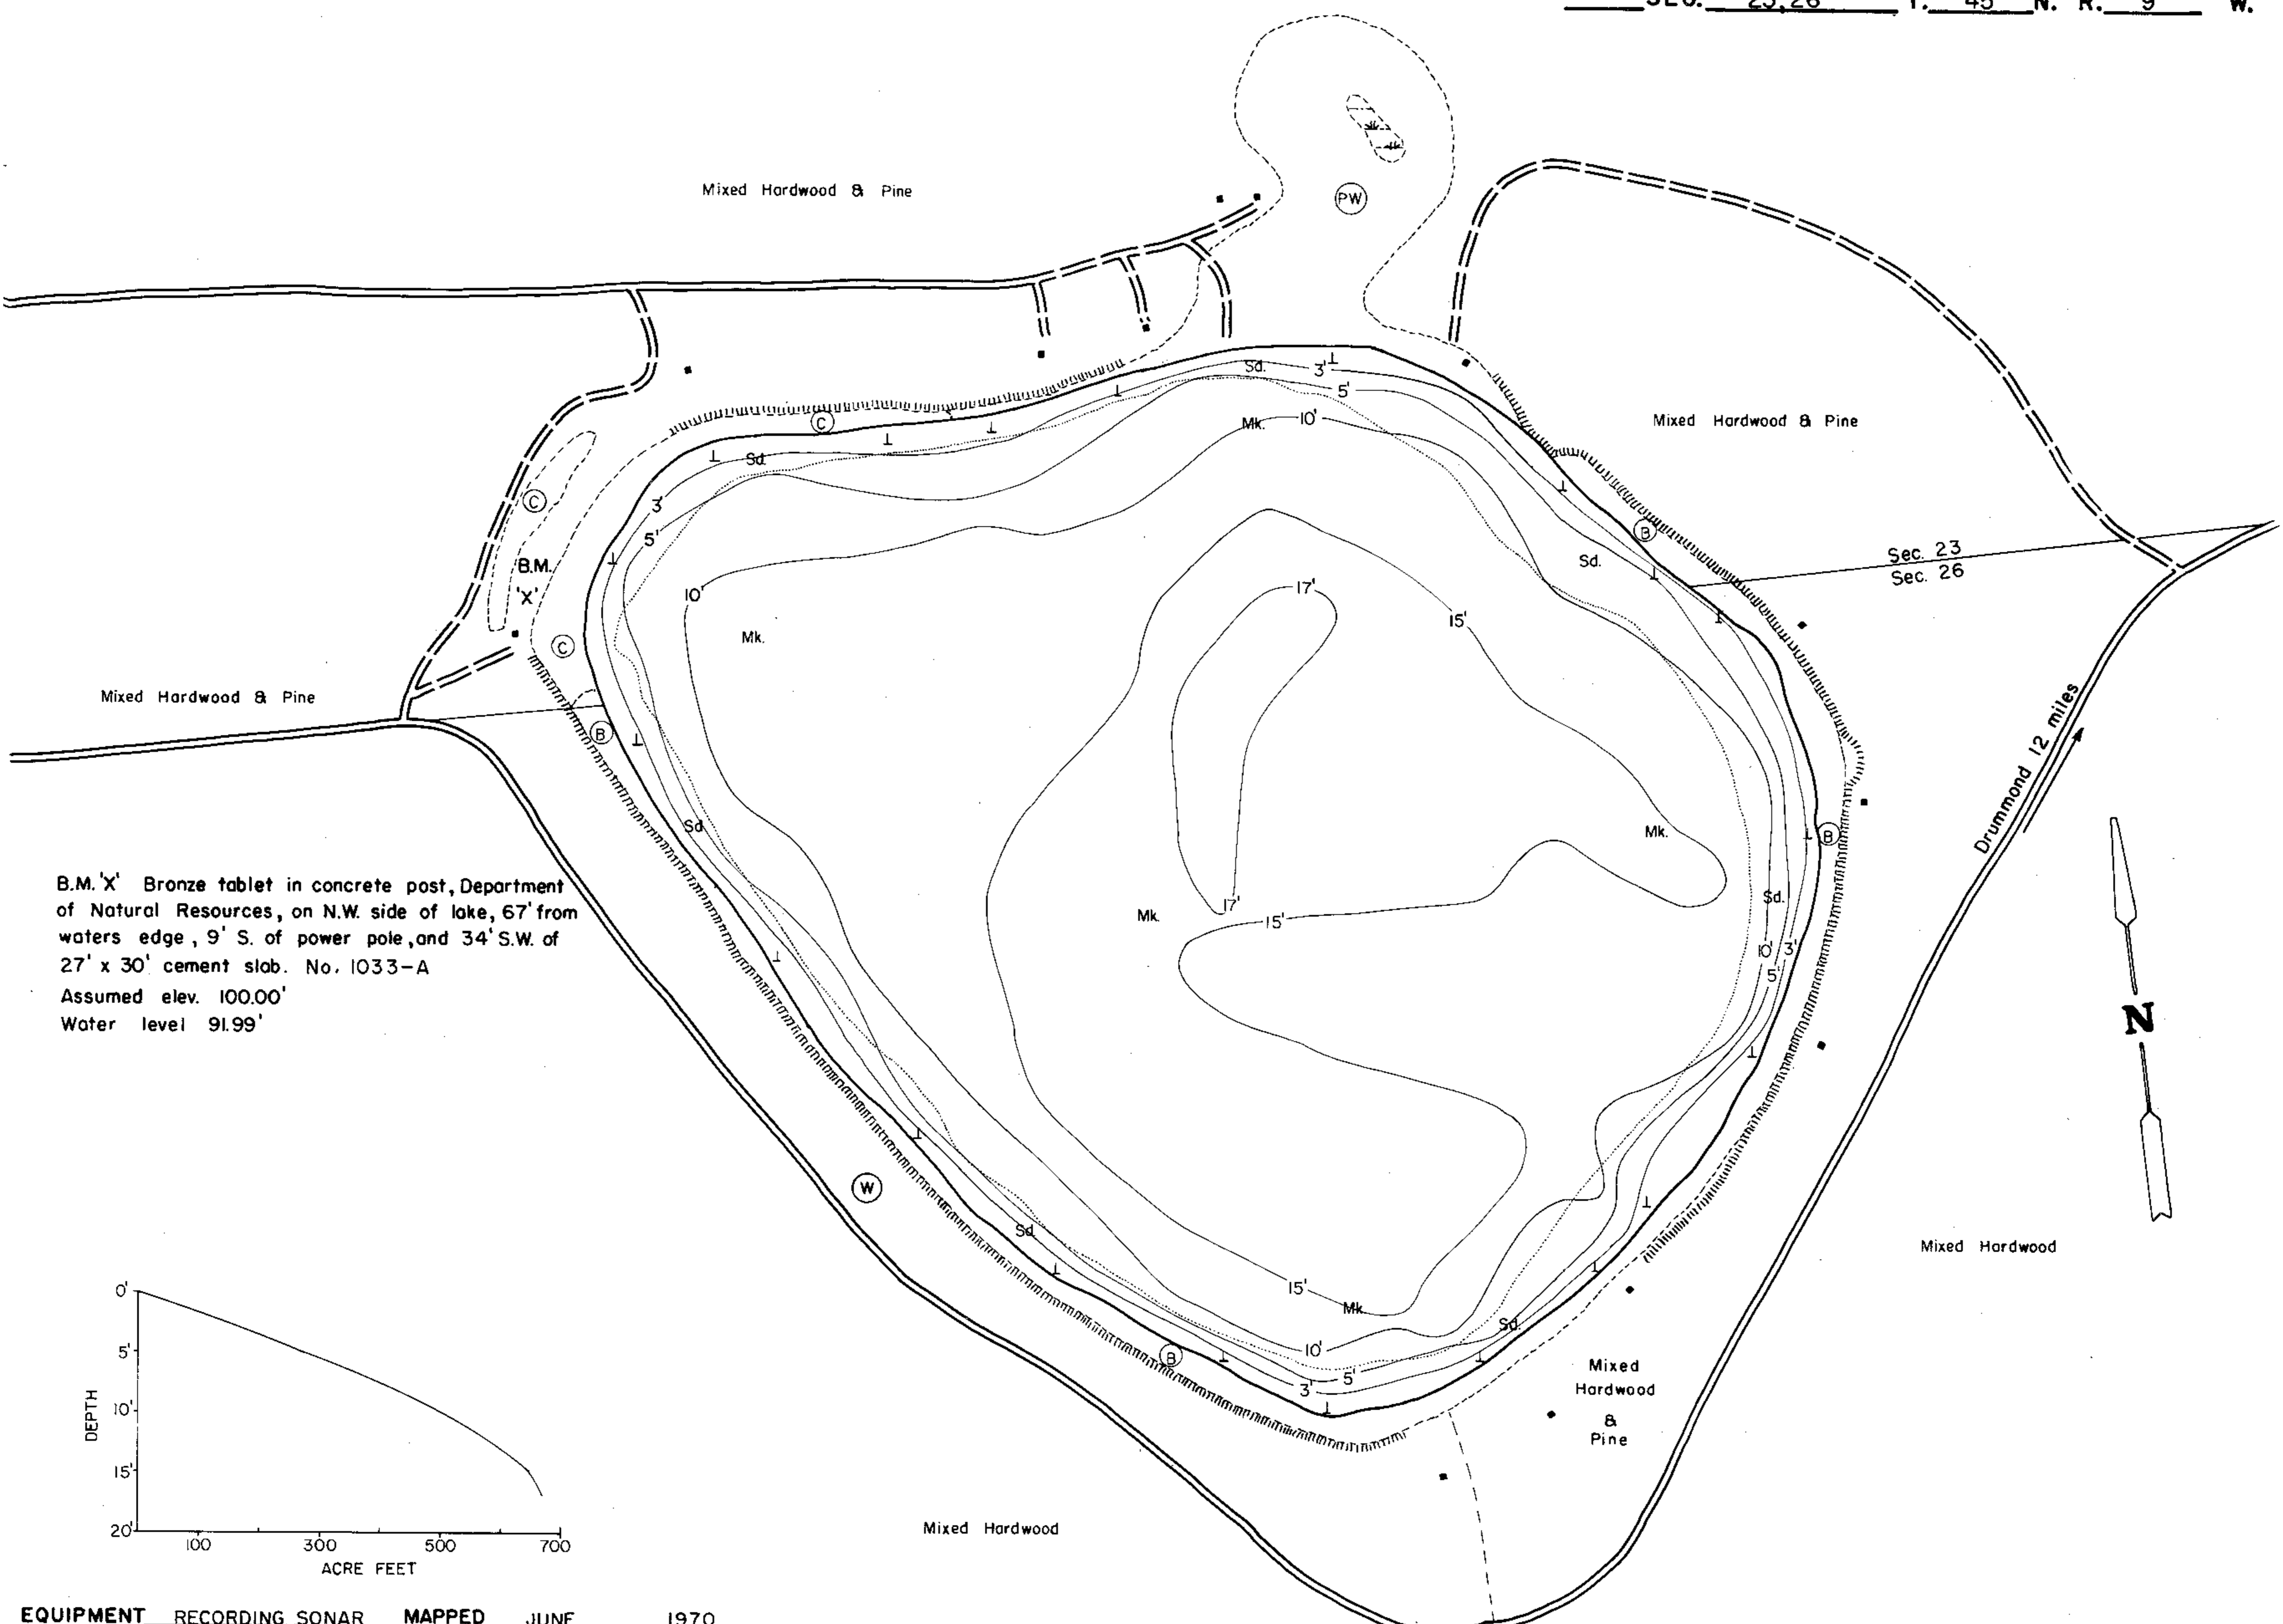 SEC. 23,26 T. 45 N. R. 9 W.
Mixed Hardwood & Pine
PW
Sd. 3'
5'
Mk. 10'
Mixed Hardwood & Pine
C
Sd.
3'
5'
C
B
Sec. 23
Sec. 26
Sd.
B.M.
'X'
10'
17'
15'
Mk.
C
Mixed Hardwood & Pine
B
Drummond 12 miles
Sd.
Mk.
B
Sd.
17'
Mk.
15'
10' 3'
5'
B.M. 'X' Bronze tablet in concrete post, Department
of Natural Resources, on N.W. side of lake, 67' from
waters edge, 9' S. of power pole, and 34' S.W. of
27' x 30' cement slab. No. 1033-A
Assumed elev. 100.00'
Water level 91.99'
N
W
Sd.
Mixed Hardwood
15'
Mk.
Sd.
10'
B
5'
3'
Mixed
Hardwood
&
Pine
0'
5'
10'
15'
20'
DEPTH
100 300 500 700
ACRE FEET
Mixed Hardwood
EQUIPMENT RECORDING SONAR MAPPED JUNE 1970